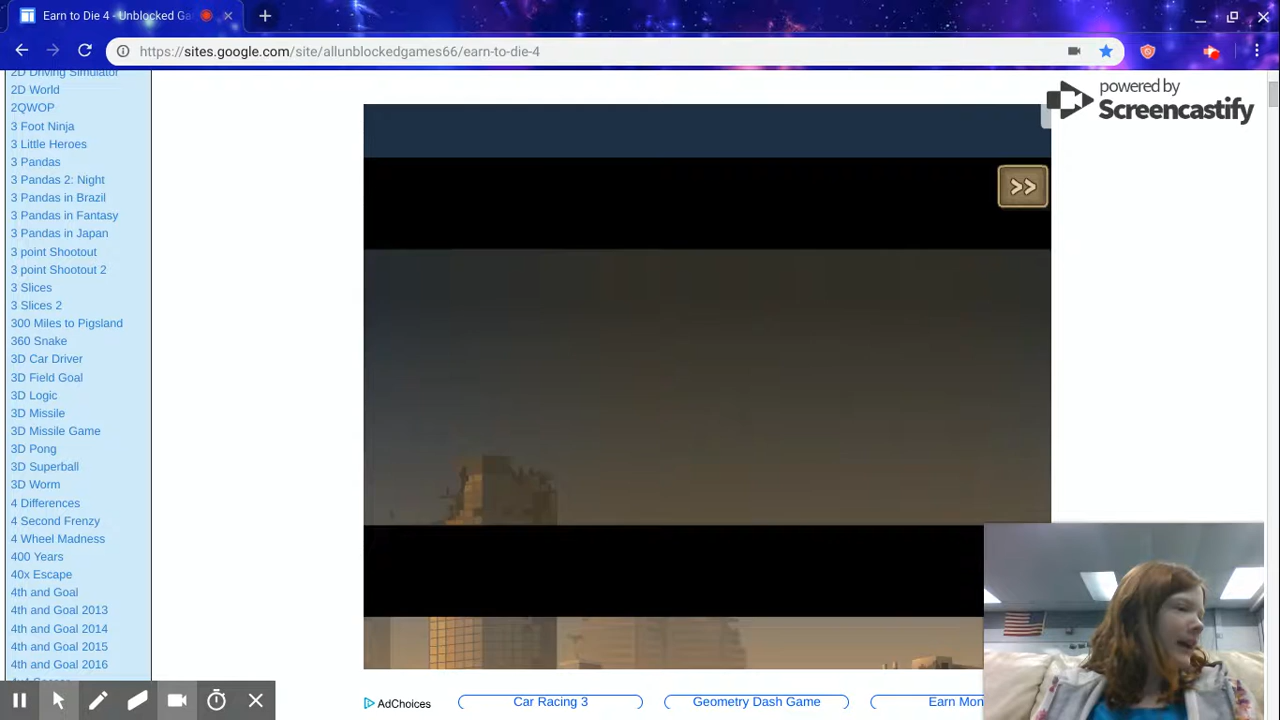 Earn to Die 4 - Unblocked Ga
https://sites.google.com/site/allunblockedgames66/earn-to-die-4
powered by
Screencastify
2D Driving Simulator
2D World
2QWOP
3 Foot Ninja
3 Little Heroes
3 Pandas
3 Pandas 2: Night
3 Pandas in Brazil
3 Pandas in Fantasy
3 Pandas in Japan
3 point Shootout
3 point Shootout 2
3 Slices
3 Slices 2
300 Miles to Pigsland
360 Snake
3D Car Driver
3D Field Goal
3D Logic
3D Missile
3D Missile Game
3D Pong
3D Superball
3D Worm
4 Differences
4 Second Frenzy
4 Wheel Madness
400 Years
40x Escape
4th and Goal
4th and Goal 2013
4th and Goal 2014
4th and Goal 2015
4th and Goal 2016
>>
AdChoices
Car Racing 3
Geometry Dash Game
Earn Mon